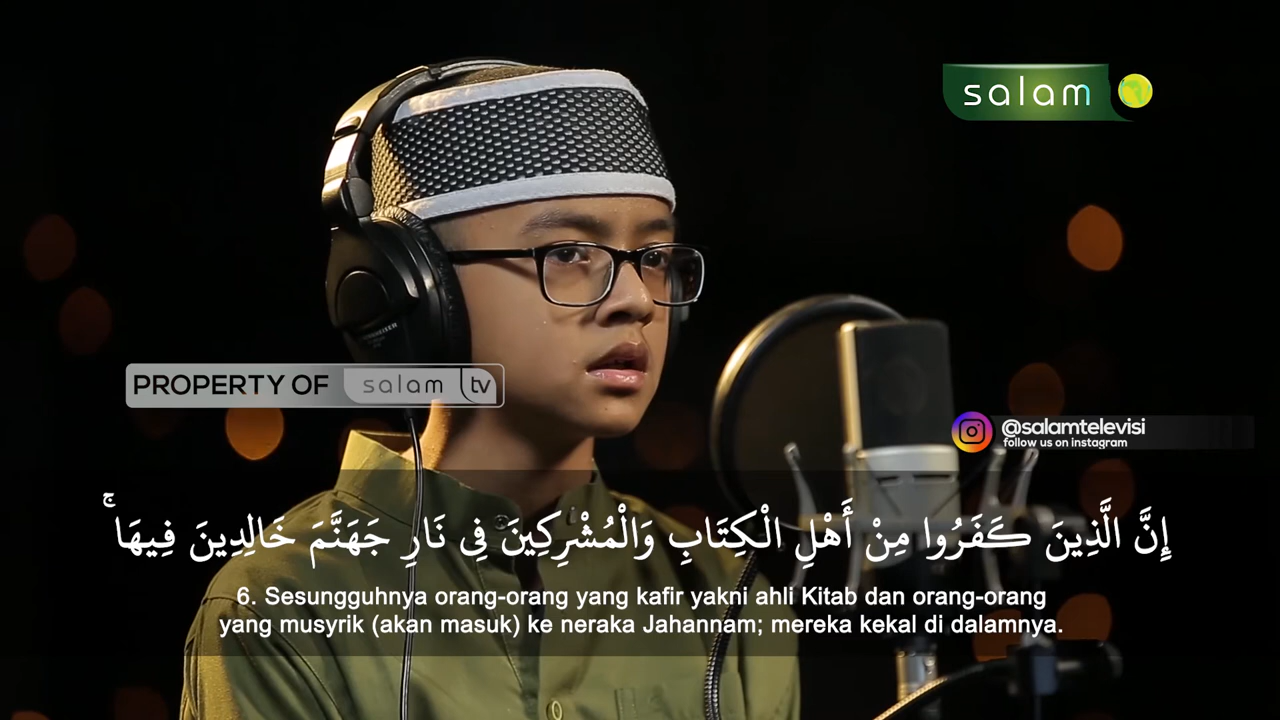 salam
PROPERTY OF salam tv
@salamtelevisi
follow us on instagram
إِنَّ الَّذِينَ كَفَرُوا مِنْ أَهْلِ الْكِتَابِ وَالْمُشْرِكِينَ فِي نَارِ جَهَنَّمَ خَالِدِينَ فِيهَا ۚ
6. Sesungguhnya orang-orang yang kafir yakni ahli Kitab dan orang-orang
yang musyrik (akan masuk) ke neraka Jahannam; mereka kekal di dalamnya.